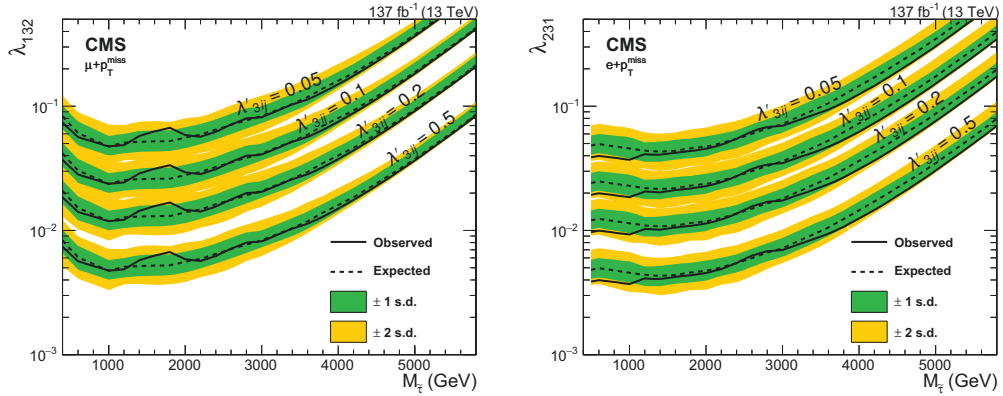 137 fb⁻¹ (13 TeV)
λ₁₃₂
CMS
μ+p_T^miss
λ'₃ᵢⱼ = 0.05
λ'₃ᵢⱼ = 0.1
λ'₃ᵢⱼ = 0.2
λ'₃ᵢⱼ = 0.5
10⁻¹
10⁻²
10⁻³
Observed
Expected
± 1 s.d.
± 2 s.d.
1000 2000 3000 4000 5000
M_τ̃ (GeV)
137 fb⁻¹ (13 TeV)
λ₂₃₁
CMS
e+p_T^miss
λ'₃ᵢⱼ = 0.05
λ'₃ᵢⱼ = 0.1
λ'₃ᵢⱼ = 0.2
λ'₃ᵢⱼ = 0.5
10⁻¹
10⁻²
10⁻³
Observed
Expected
± 1 s.d.
± 2 s.d.
1000 2000 3000 4000 5000
M_τ̃ (GeV)